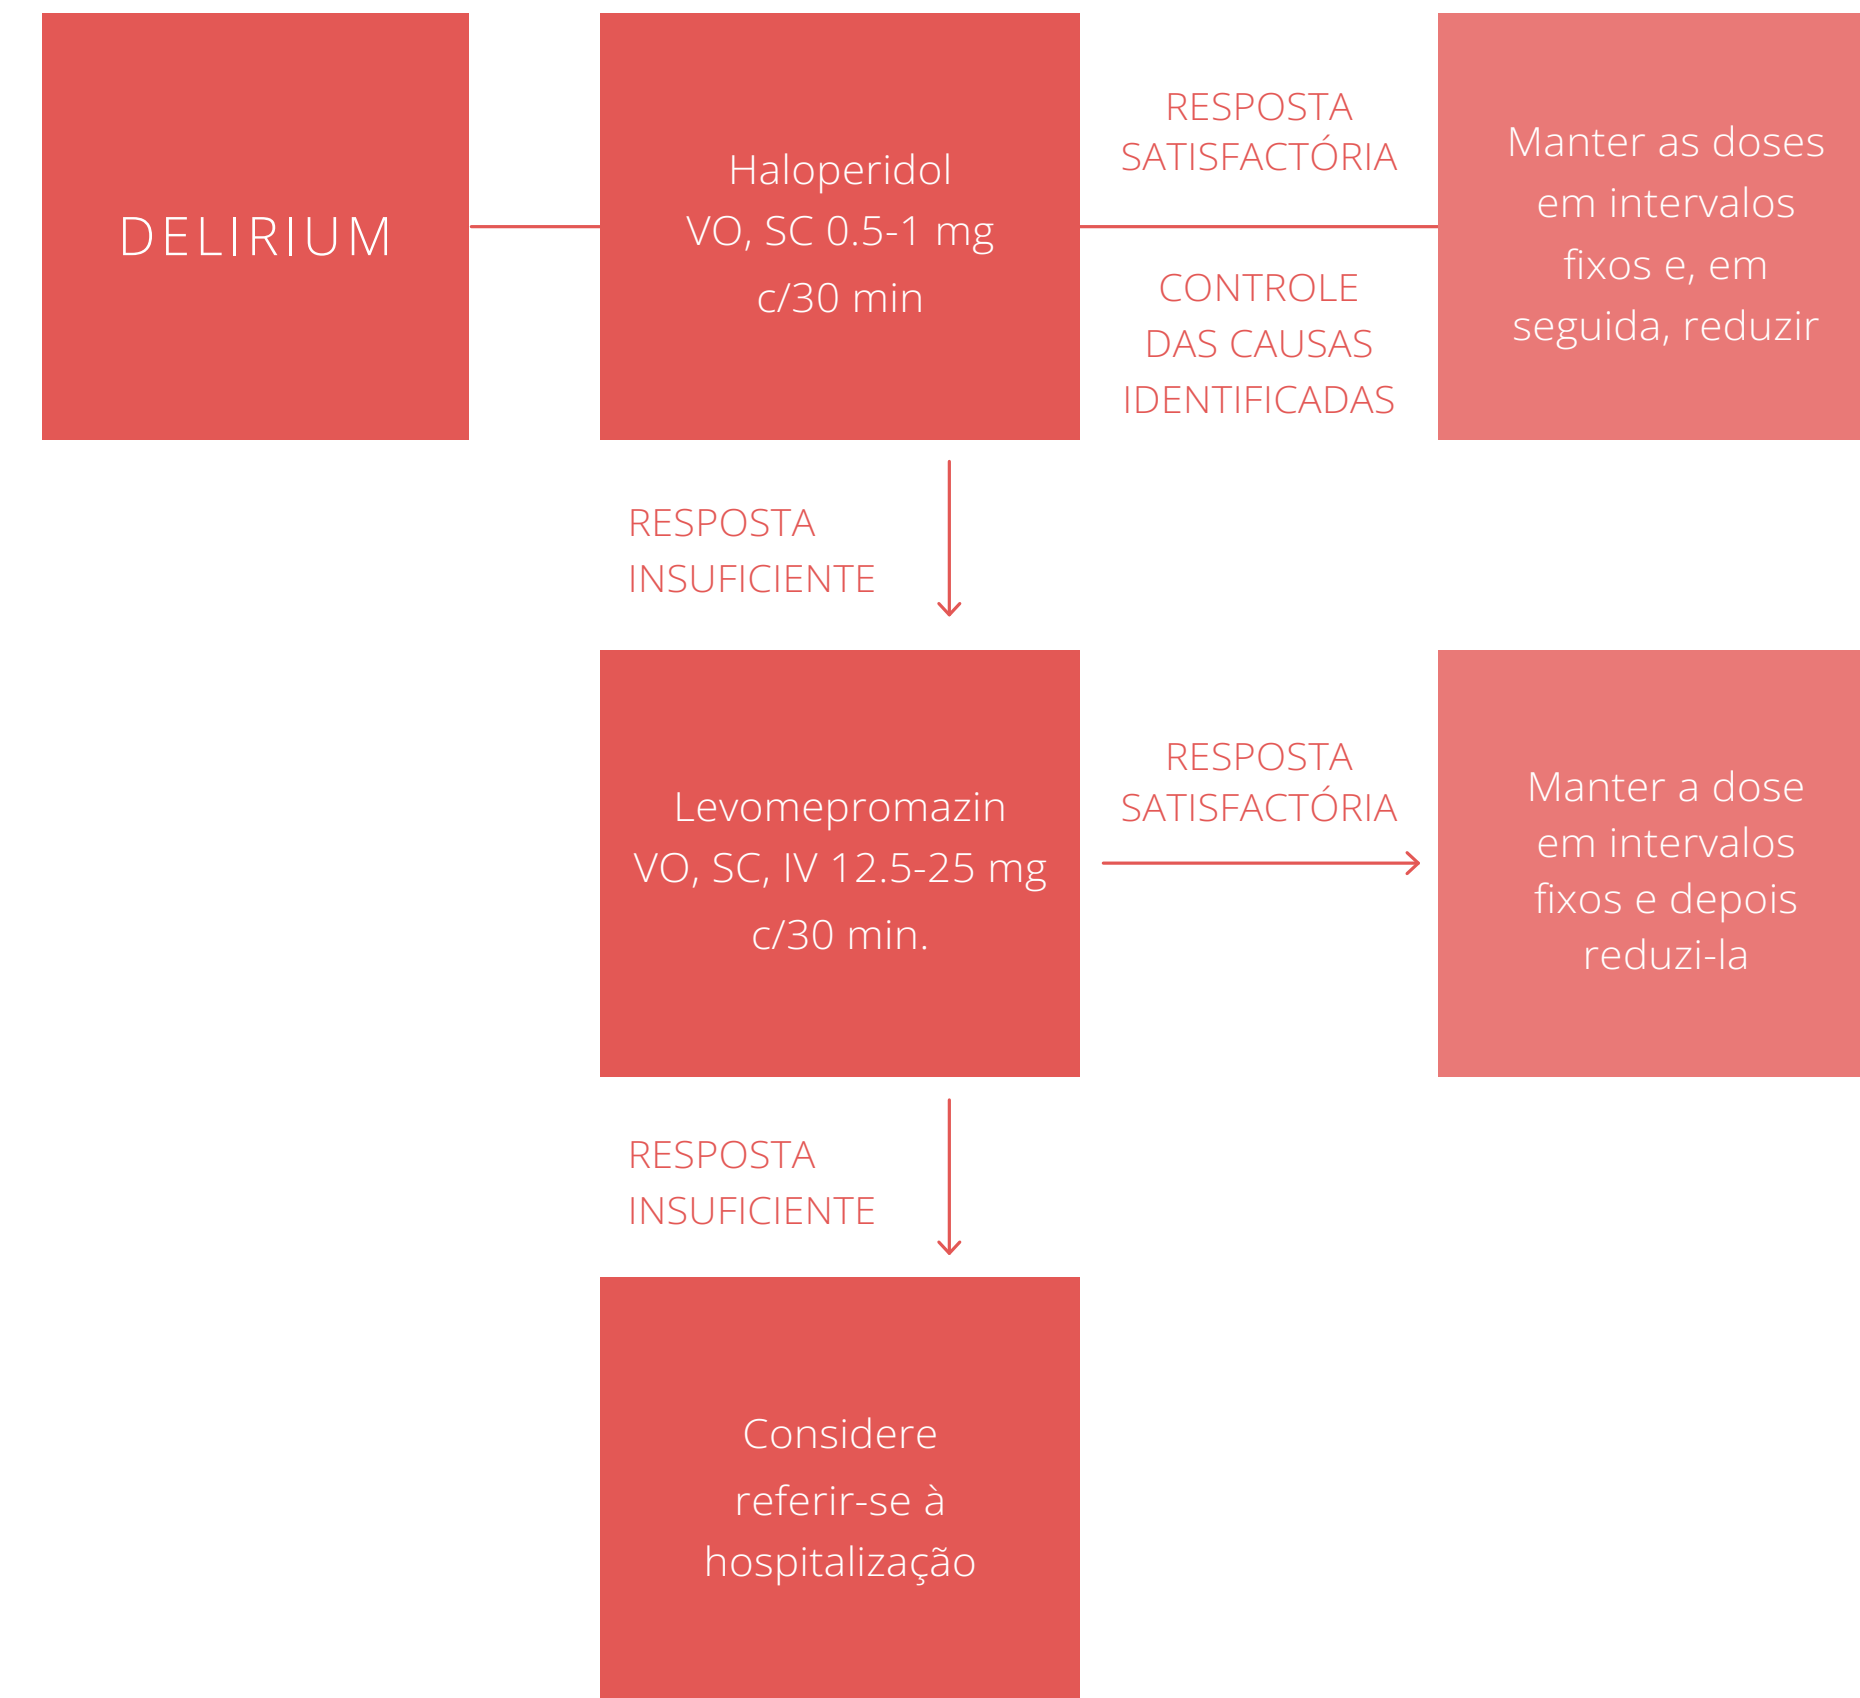 DELIRIUM
Haloperidol
VO, SC 0.5-1 mg
c/30 min
RESPOSTA
SATISFACTÓRIA
CONTROLE
DAS CAUSAS
IDENTIFICADAS
Manter as doses
em intervalos
fixos e, em
seguida, reduzir
RESPOSTA
INSUFICIENTE
Levomepromazin
VO, SC, IV 12.5-25 mg
c/30 min.
RESPOSTA
SATISFACTÓRIA
Manter a dose
em intervalos
fixos e depois
reduzi-la
RESPOSTA
INSUFICIENTE
Considere
referir-se à
hospitalização